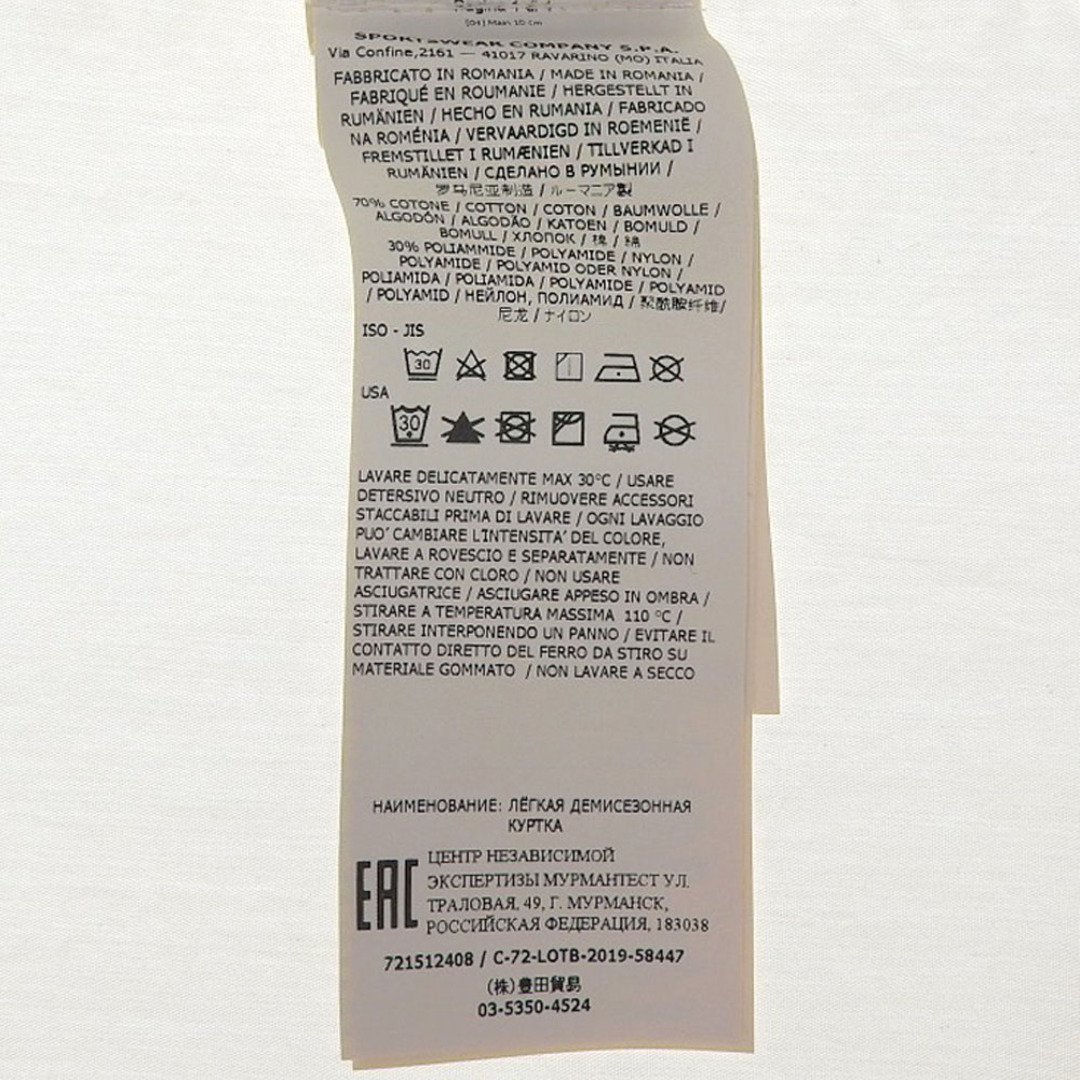 Pagina 1 di 1
[04] Main 10 cm
SPORTSWEAR COMPANY S.P.A.
Via Confine,2161 — 41017 RAVARINO (MO) ITALIA
FABBRICATO IN ROMANIA / MADE IN ROMANIA /
FABRIQUÉ EN ROUMANIE / HERGESTELLT IN
RUMÄNIEN / HECHO EN RUMANIA / FABRICADO
NA ROMÉNIA / VERVAARDIGD IN ROEMENIË /
FREMSTILLET I RUMÆNIEN / TILLVERKAD I
RUMÄNIEN / СДЕЛАНО В РУМЫНИИ /
罗马尼亚制造 / ルーマニア製
70% COTONE / COTTON / COTON / BAUMWOLLE /
ALGODÓN / ALGODÃO / KATOEN / BOMULD /
BOMULL / ХЛОПОК / 棉 / 綿
30% POLIAMMIDE / POLYAMIDE / NYLON /
POLYAMIDE / POLYAMID ODER NYLON /
POLIAMIDA / POLIAMIDA / POLYAMIDE / POLYAMID
/ POLYAMID / НЕЙЛОН, ПОЛИАМИД / 聚酰胺纤维/
尼龙 / ナイロン
ISO - JIS
30
USA
30
LAVARE DELICATAMENTE MAX 30°C / USARE
DETERSIVO NEUTRO / RIMUOVERE ACCESSORI
STACCABILI PRIMA DI LAVARE / OGNI LAVAGGIO
PUO' CAMBIARE L'INTENSITA' DEL COLORE,
LAVARE A ROVESCIO E SEPARATAMENTE / NON
TRATTARE CON CLORO / NON USARE
ASCIUGATRICE / ASCIUGARE APPESO IN OMBRA /
STIRARE A TEMPERATURA MASSIMA 110 °C /
STIRARE INTERPONENDO UN PANNO / EVITARE IL
CONTATTO DIRETTO DEL FERRO DA STIRO SU
MATERIALE GOMMATO / NON LAVARE A SECCO
НАИМЕНОВАНИЕ: ЛЁГКАЯ ДЕМИСЕЗОННАЯ
КУРТКА
EAC
ЦЕНТР НЕЗАВИСИМОЙ
ЭКСПЕРТИЗЫ МУРМАНТЕСТ УЛ.
ТРАЛОВАЯ, 49, Г. МУРМАНСК,
РОССИЙСКАЯ ФЕДЕРАЦИЯ, 183038
721512408 / C-72-LOTB-2019-58447
(株)豊田貿易
03-5350-4524